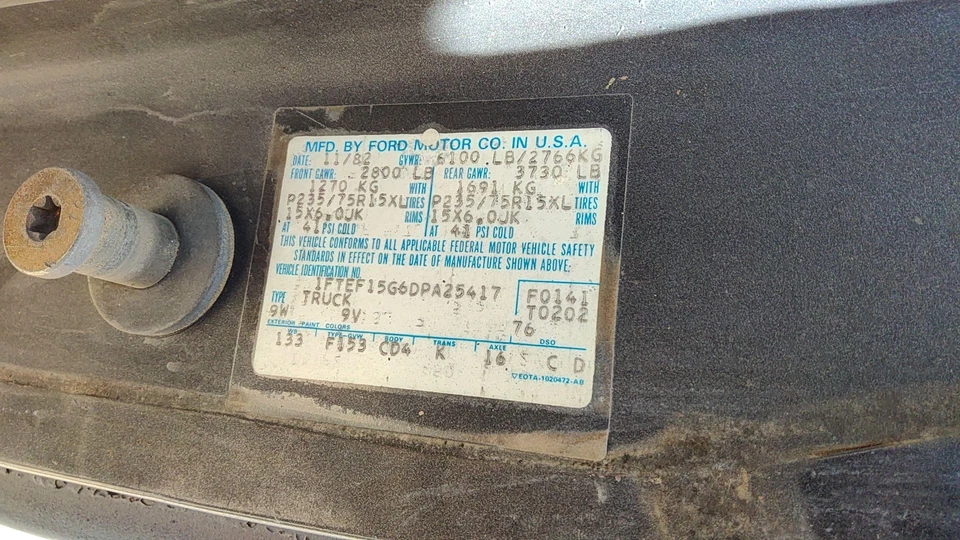 MFD. BY FORD MOTOR CO. IN U.S.A.
DATE: 11/82 GVWR: 6100 LB/2766KG
FRONT GAWR: 2800 LB REAR GAWR: 3730 LB
1270 KG WITH 1691 KG WITH
P235/75R15XL TIRES P235/75R15XL TIRES
15X6.0JK RIMS 15X6.0JK RIMS
AT 41 PSI COLD AT 41 PSI COLD
THIS VEHICLE CONFORMS TO ALL APPLICABLE FEDERAL MOTOR VEHICLE SAFETY
STANDARDS IN EFFECT ON THE DATE OF MANUFACTURE SHOWN ABOVE:
VEHICLE IDENTIFICATION NO.
1FTEF15G6DPA25417 F0141
TYPE TRUCK T0202
9W 9V 76
EXTERIOR PAINT COLORS DSO
WB TYPE-GVW BODY TRANS AXLE
133 F153 CD4 K 16 C D
EOTA-1020472-AB